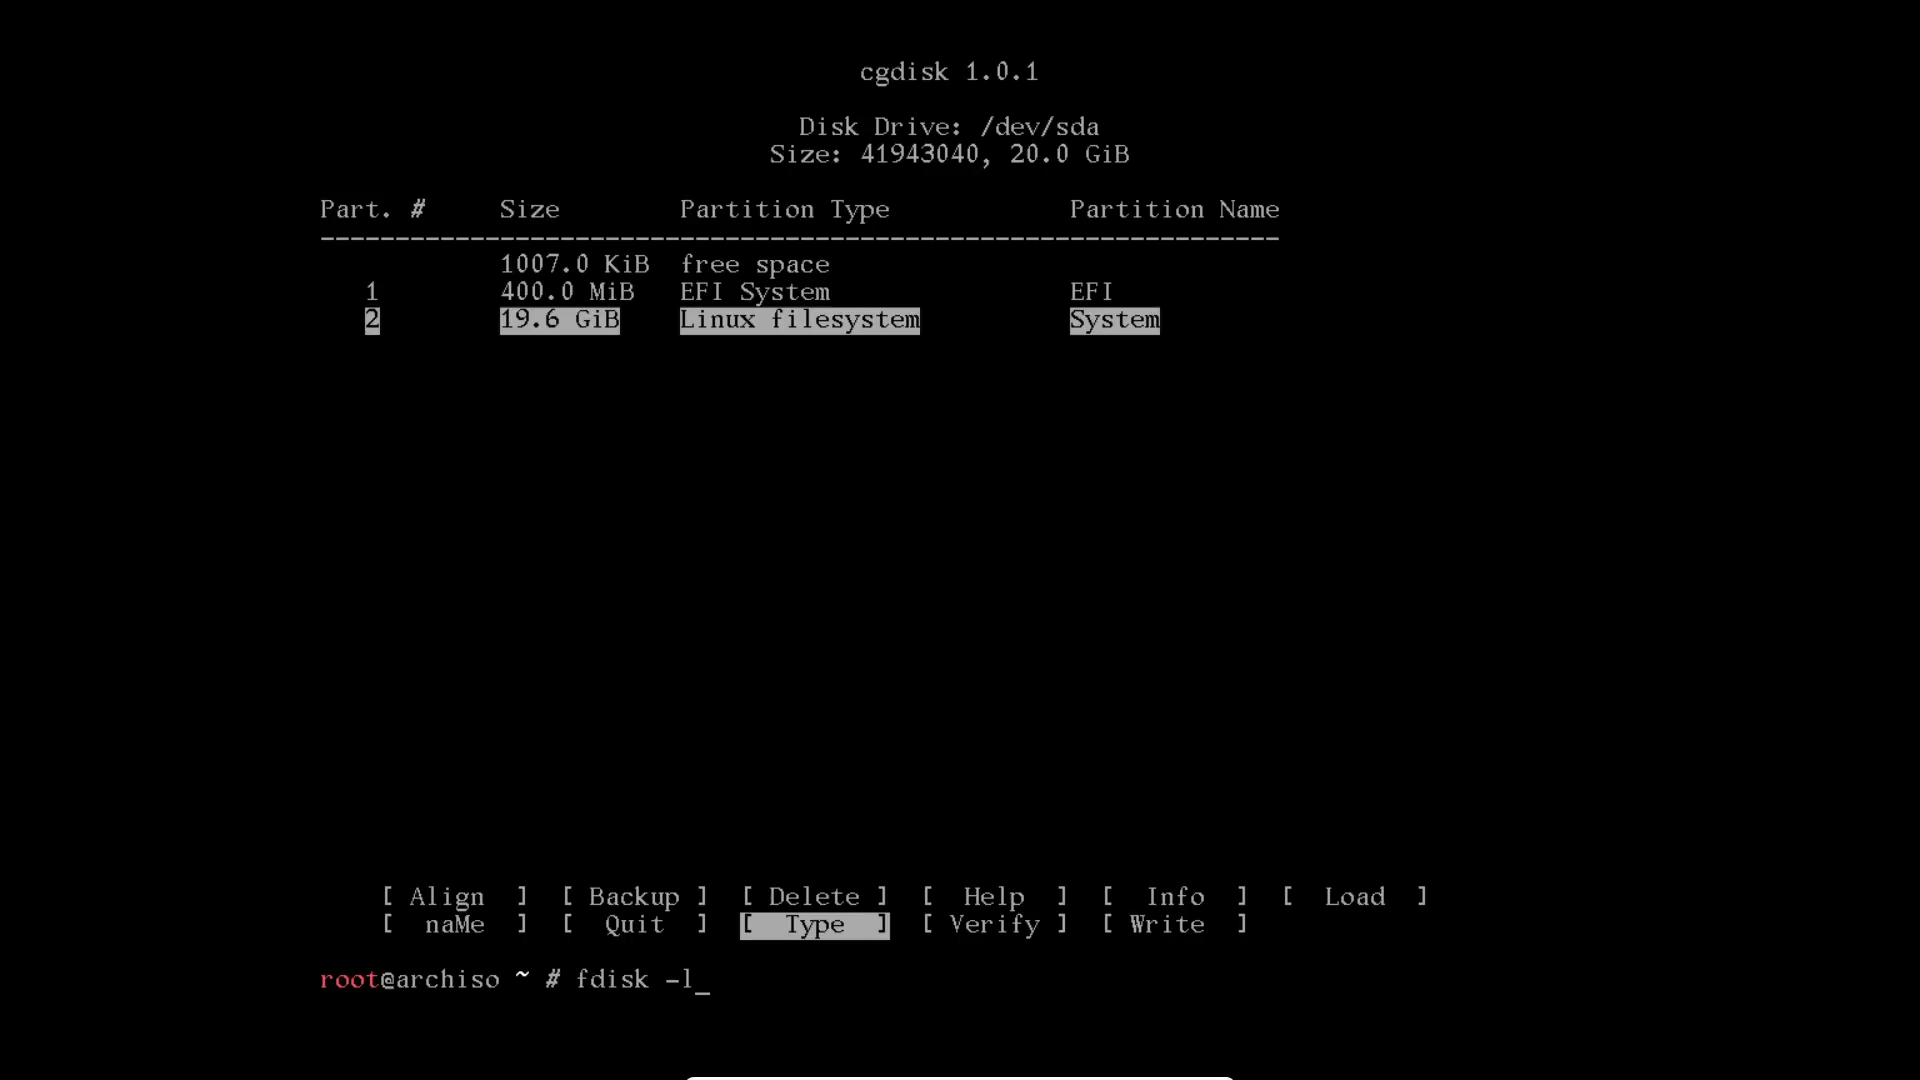 cgdisk 1.0.1
Disk Drive: /dev/sda
Size: 41943040, 20.0 GiB
Part. # Size Partition Type Partition Name
----------------------------------------------------------------
1007.0 KiB free space
1 400.0 MiB EFI System EFI
2 19.6 GiB Linux filesystem System
[ Align ] [ Backup ] [ Delete ] [ Help ] [ Info ] [ Load ]
[ naMe ] [ Quit ] [ Type ] [ Verify ] [ Write ]
root@archiso ~ # fdisk -l_